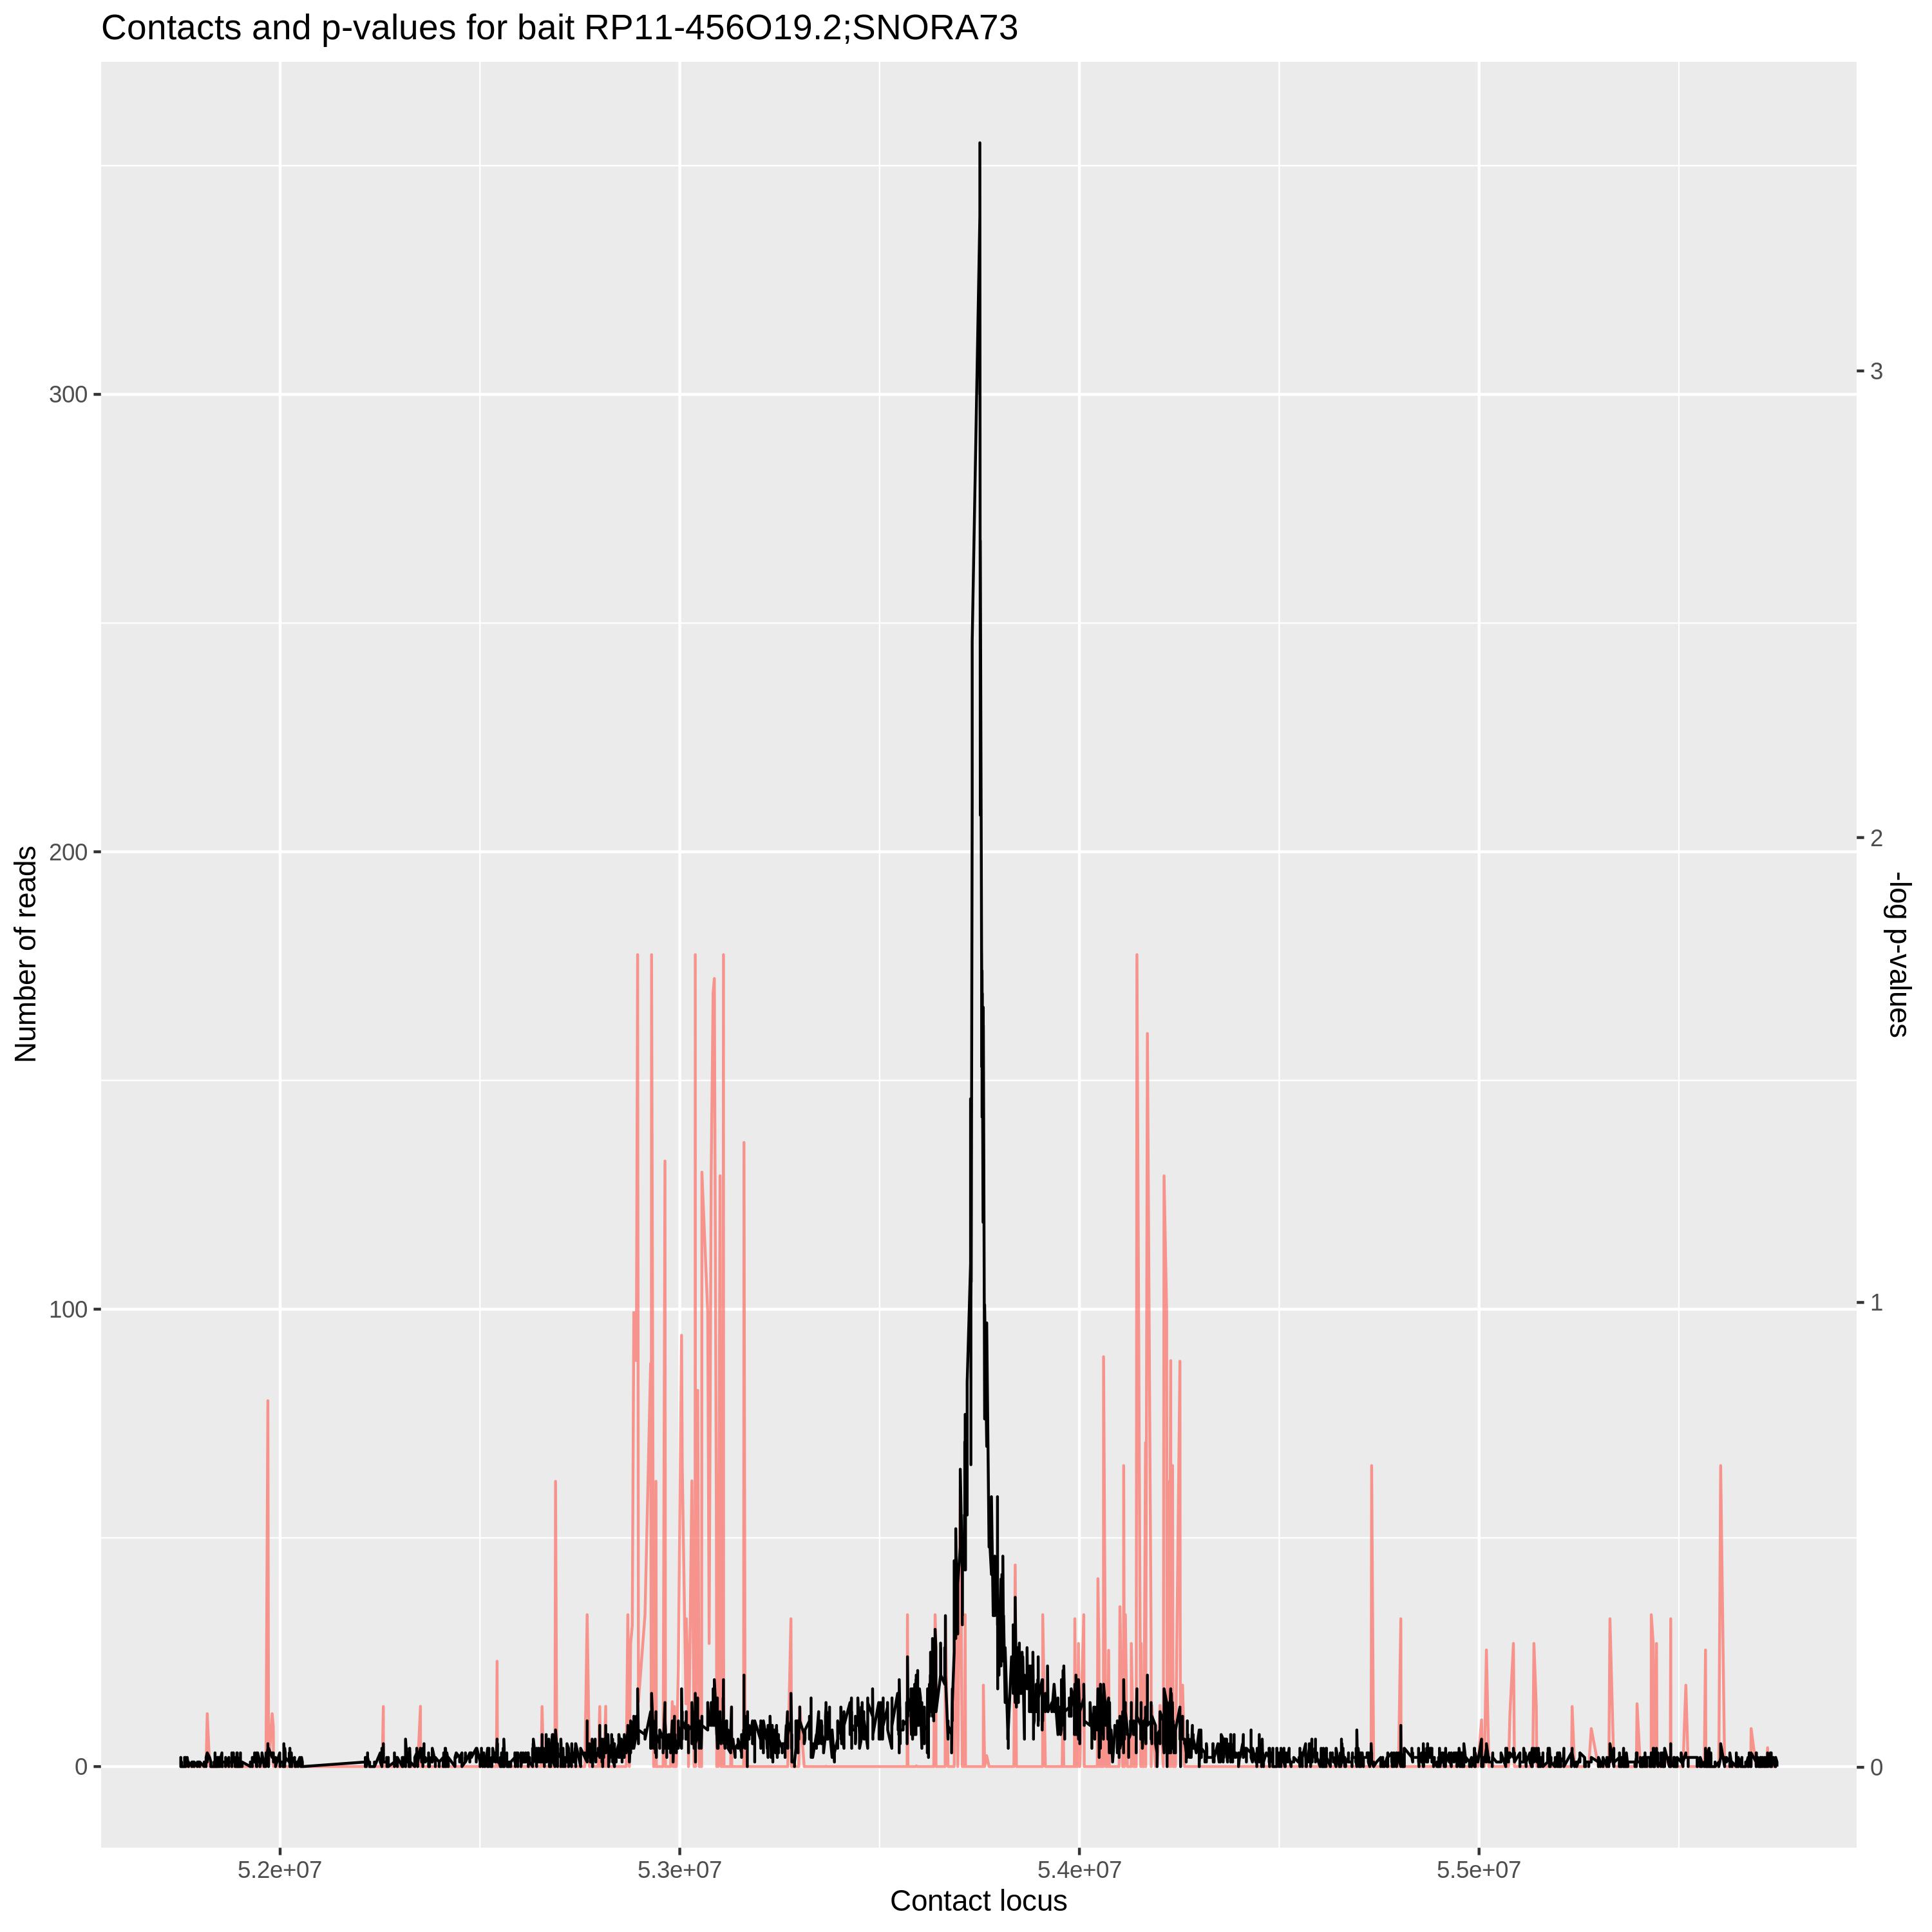 Contacts and p-values for bait RP11-456O19.2;SNORA73
Number of reads
300
200
100
0
3
2
1
0
-log p-values
5.2e+07
5.3e+07
5.4e+07
5.5e+07
Contact locus